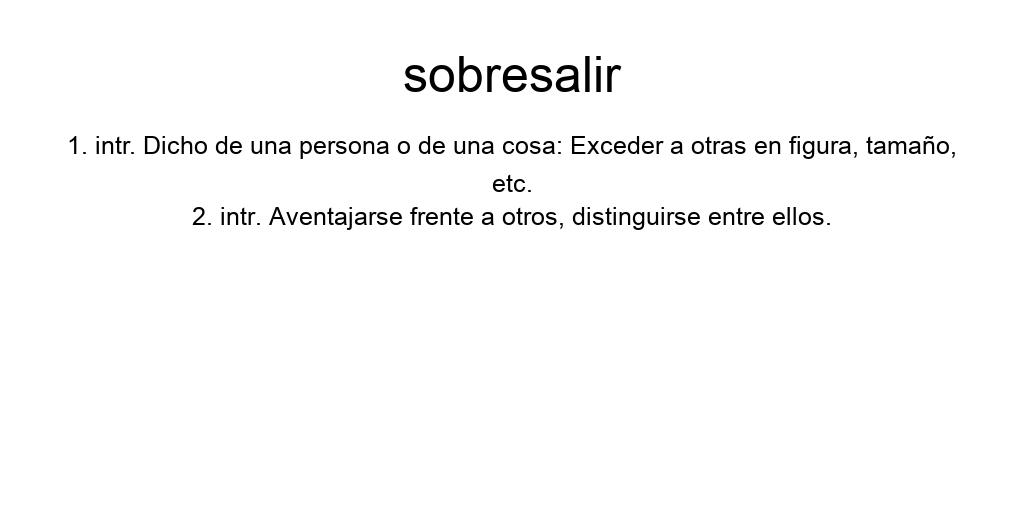 sobresalir
1. intr. Dicho de una persona o de una cosa: Exceder a otras en figura, tamaño,
etc.
2. intr. Aventajarse frente a otros, distinguirse entre ellos.